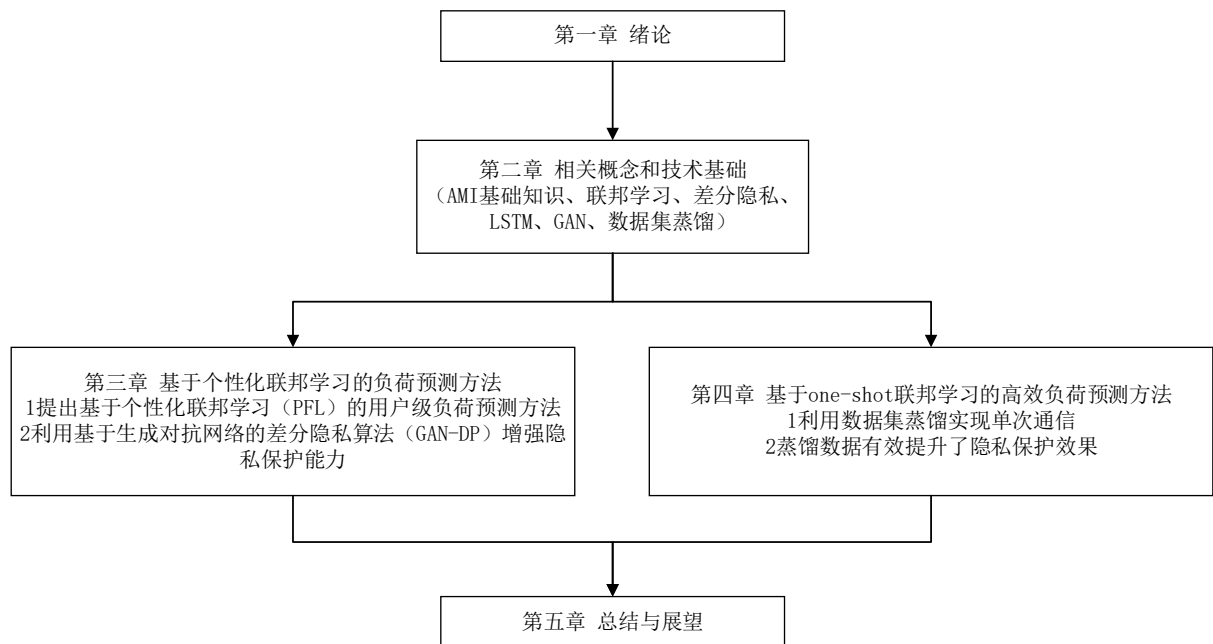 第一章 绪论
第二章 相关概念和技术基础
（AMI基础知识、联邦学习、差分隐私、
LSTM、GAN、数据集蒸馏）
第三章 基于个性化联邦学习的负荷预测方法
1提出基于个性化联邦学习（PFL）的用户级负荷预测方法
2利用基于生成对抗网络的差分隐私算法（GAN-DP）增强隐
私保护能力
第四章 基于one-shot联邦学习的高效负荷预测方法
1利用数据集蒸馏实现单次通信
2蒸馏数据有效提升了隐私保护效果
第五章 总结与展望